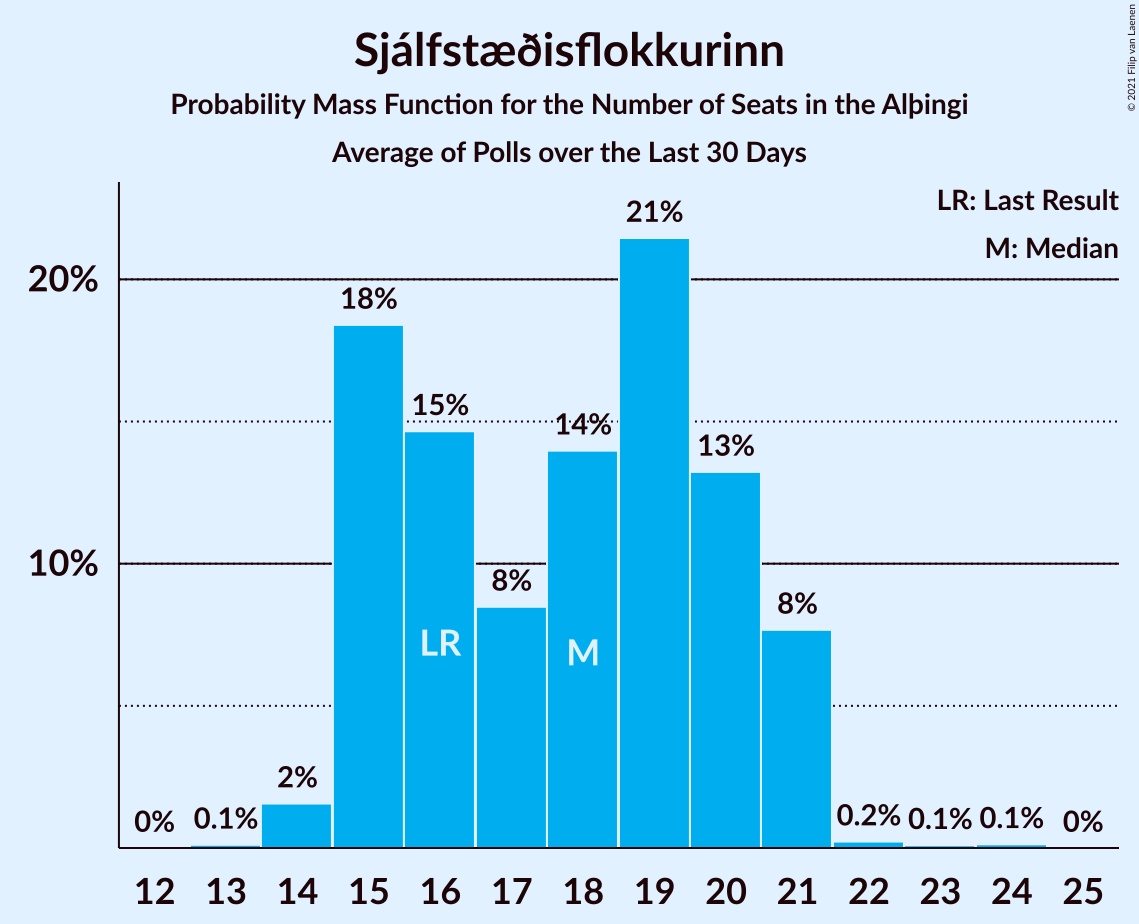 Sjálfstæðisflokkurinn
Probability Mass Function for the Number of Seats in the Alþingi
Average of Polls over the Last 30 Days
© 2021 Filip van Laenen
LR: Last Result
M: Median
20%
10%
0%
0.1%
2%
18%
15%
8%
14%
21%
13%
8%
0.2%
0.1%
0.1%
0%
LR
M
12 13 14 15 16 17 18 19 20 21 22 23 24 25